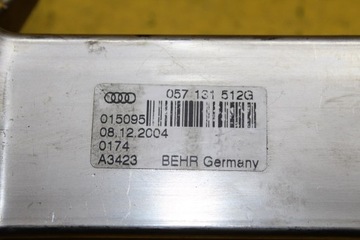 057 131 512G
015095
08.12.2004
0174
A3423 BEHR Germany